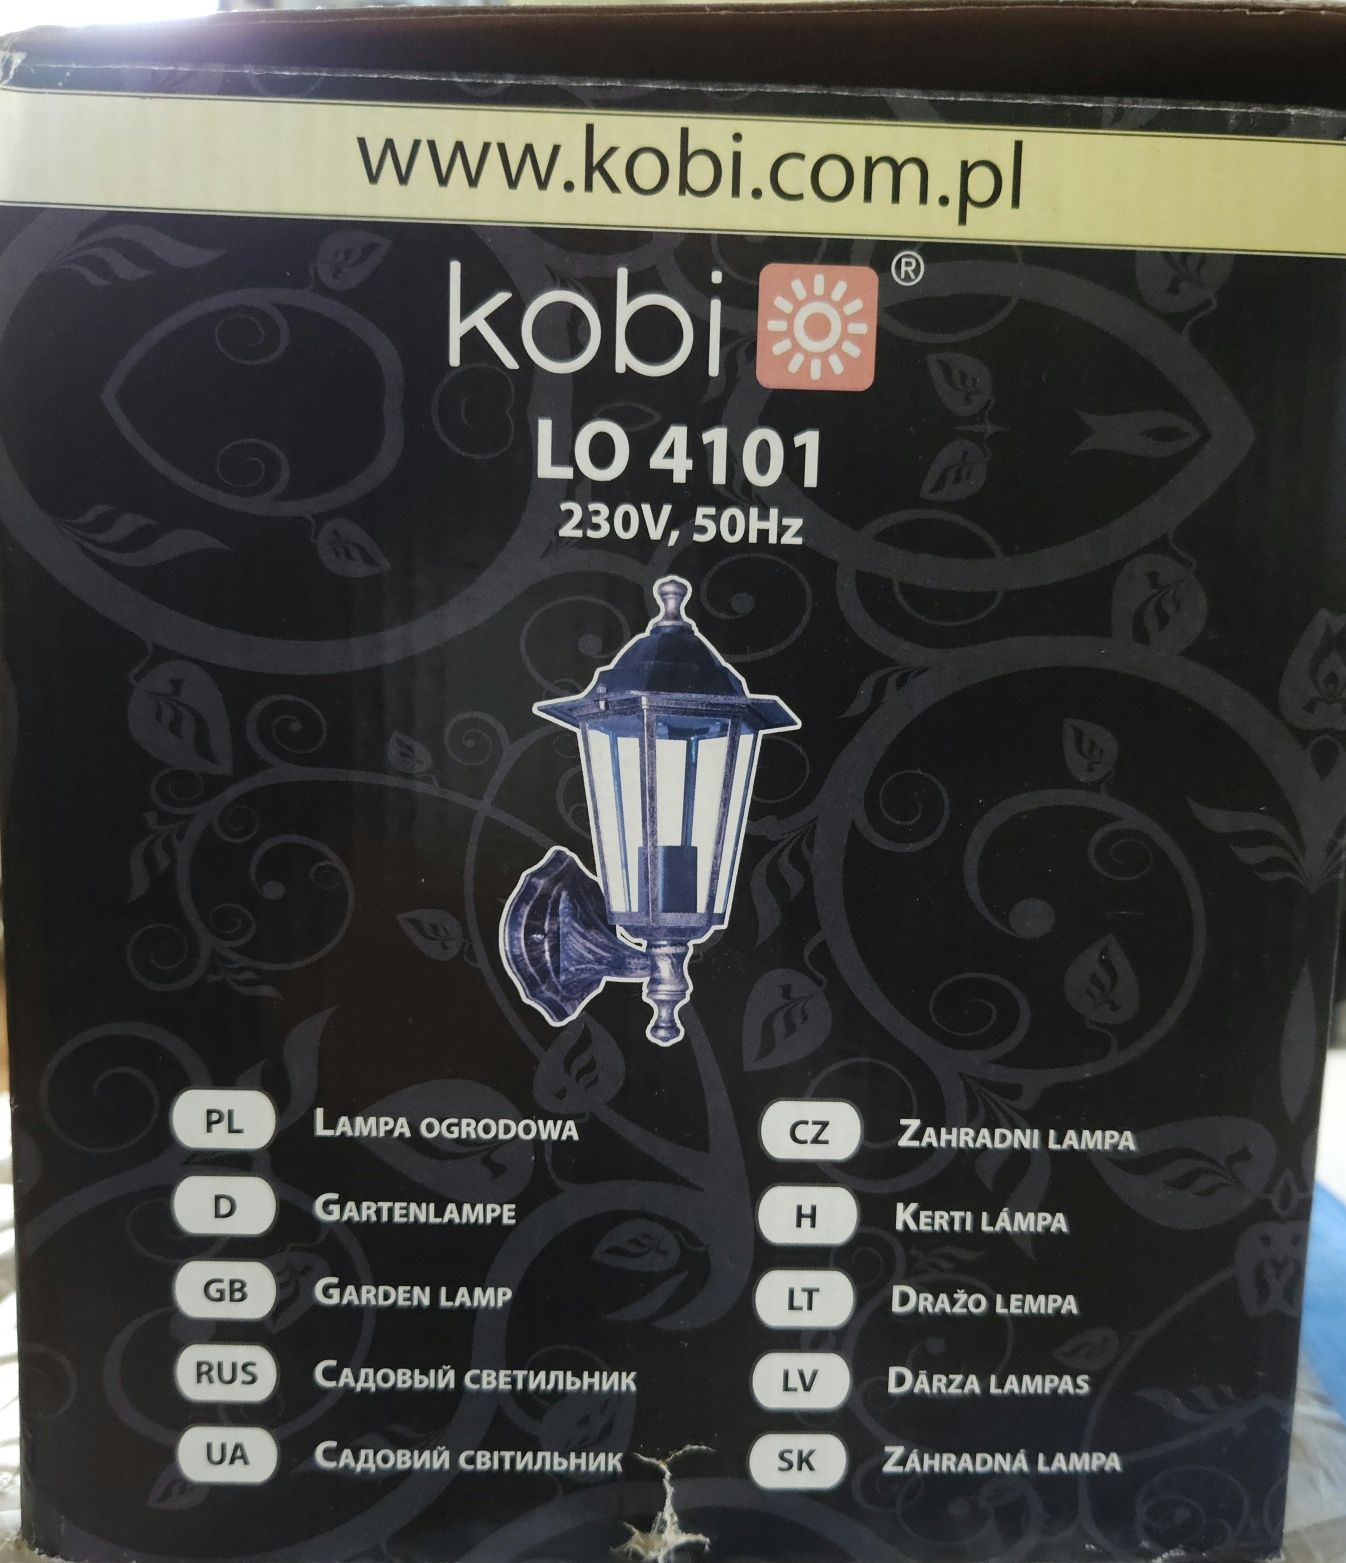 www.kobi.com.pl
kobi ®
LO 4101
230V, 50Hz
PL LAMPA OGRODOWA
D GARTENLAMPE
GB GARDEN LAMP
RUS САДОВЫЙ СВЕТИЛЬНИК
UA САДОВИЙ СВІТИЛЬНИК
CZ ZAHRADNI LAMPA
H KERTI LÁMPA
LT DRAŽO LEMPA
LV DĀRZA LAMPAS
SK ZÁHRADNÁ LAMPA